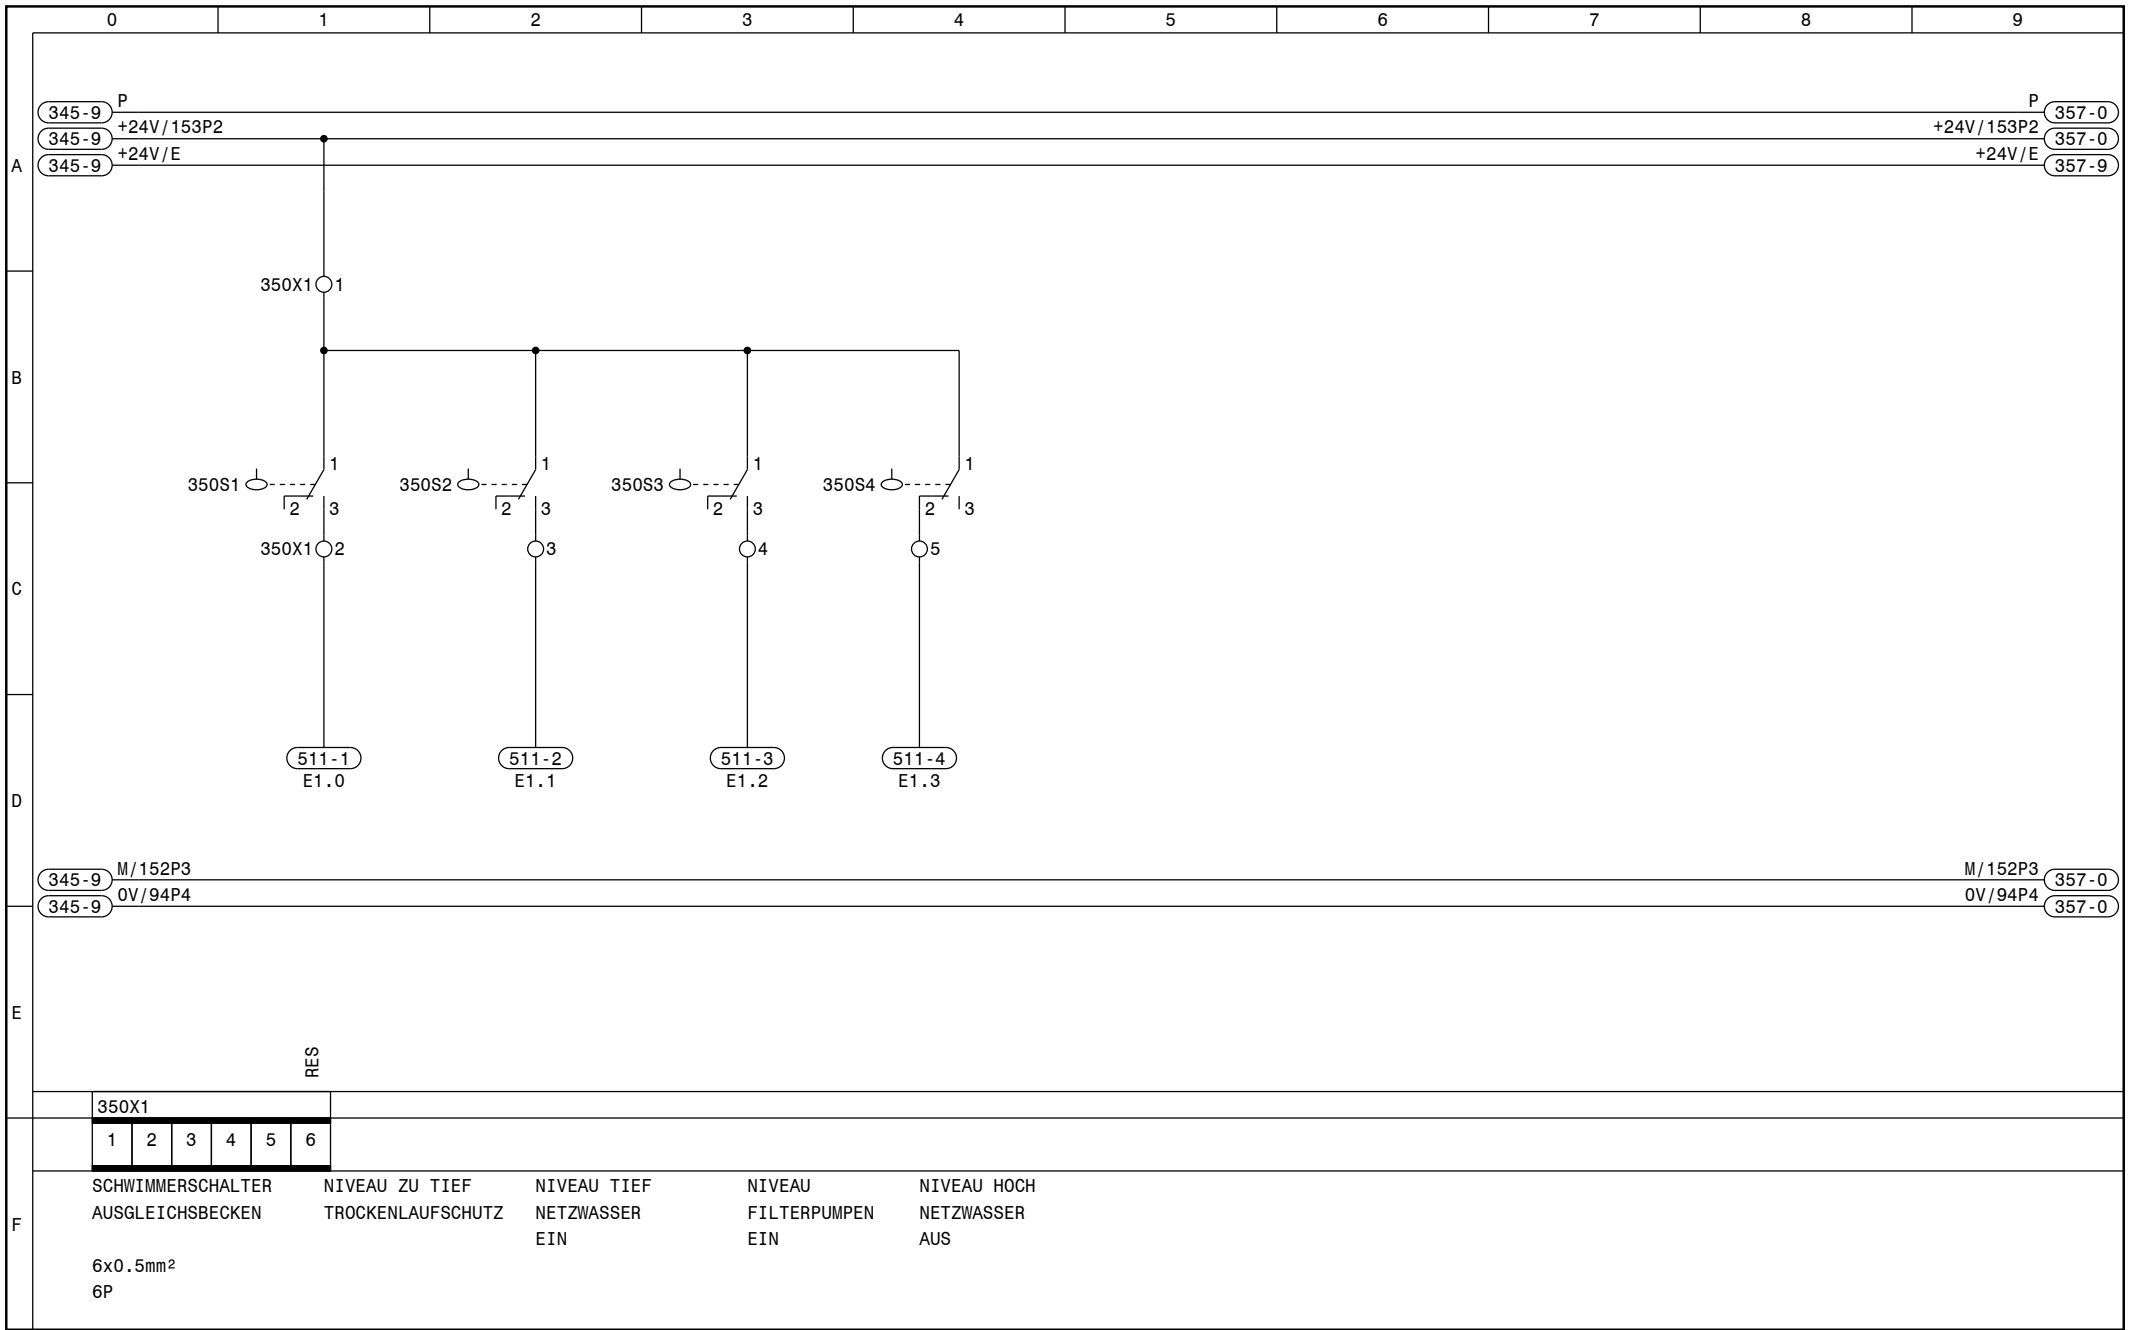 0 1 2 3 4 5 6 7 8 9
P P
345-9 357-0
+24V/153P2 +24V/153P2
345-9 357-0
+24V/E +24V/E
A 345-9 357-9
350X1 1
B
1 1 1 1
350S1 350S2 350S3 350S4
2 3 2 3 2 3 2 3
350X1 2 3 4 5
C
511-1 511-2 511-3 511-4
E1.0 E1.1 E1.2 E1.3
D
M/152P3 M/152P3
345-9 357-0
0V/94P4 0V/94P4
345-9 357-0
E
RES
350X1
1 2 3 4 5 6
SCHWIMMERSCHALTER NIVEAU ZU TIEF NIVEAU TIEF NIVEAU NIVEAU HOCH
AUSGLEICHSBECKEN TROCKENLAUFSCHUTZ NETZWASSER FILTERPUMPEN NETZWASSER
F
EIN EIN AUS
6x0.5mm²
6P